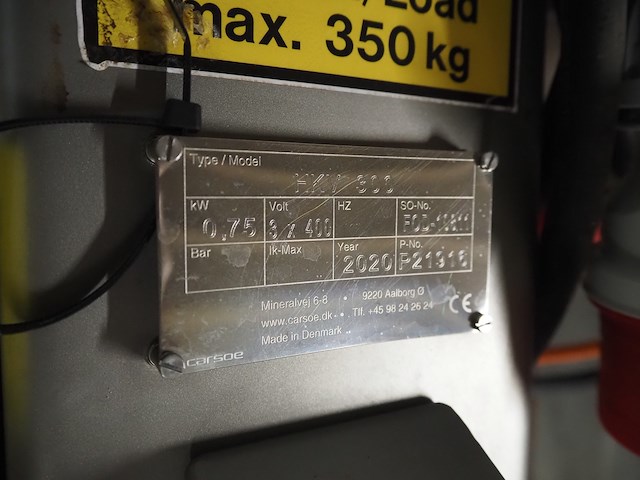 /Load
max. 350 kg
Type / Model
kW Volt HZ SO-No.
0,75 3 x 400
Bar Ik-Max Year P-No.
2020 P21916
Mineralvej 6-8 • 9220 Aalborg Ø
www.carsoe.dk • Tlf. +45 98 24 26 24
Made in Denmark
CE
carsoe